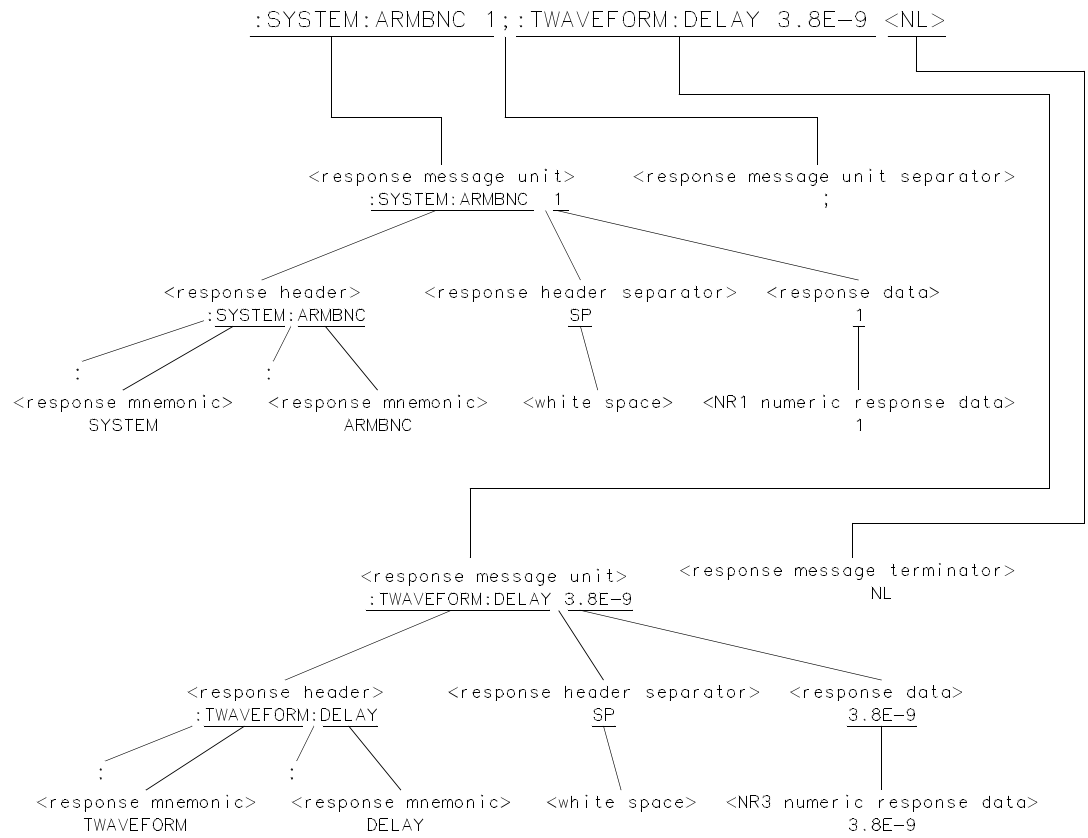 :SYSTEM:ARMBNC 1;:TWAVEFORM:DELAY 3.8E-9 <NL>
<response message unit> <response message unit separator>
:SYSTEM:ARMBNC 1 ;
<response header> <response header separator> <response data>
:SYSTEM:ARMBNC SP 1
: :
<response mnemonic> <response mnemonic> <white space> <NR1 numeric response data>
SYSTEM ARMBNC 1
<response message unit> <response message terminator>
:TWAVEFORM:DELAY 3.8E-9 NL
<response header> <response header separator> <response data>
:TWAVEFORM:DELAY SP 3.8E-9
: :
<response mnemonic> <response mnemonic> <white space> <NR3 numeric response data>
TWAVEFORM DELAY 3.8E-9